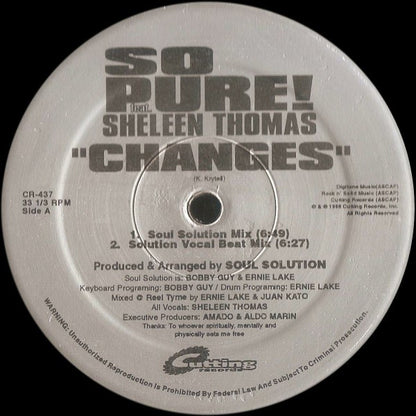 SO
PURE!
feat.
SHELEEN THOMAS
"CHANGES"
(K. Krytell)
CR-437
33 1/3 RPM
Side A
Digitone Music(ASCAP)
Rock n' Solid Music (ASCAP)
Cutting Records (ASCAP)
© & ℗ 1998 Cutting Records, Inc.
All Rights Reserved
1. Soul Solution Mix (6:49)
2. Solution Vocal Beat Mix (6:27)
Produced & Arranged by SOUL SOLUTION
Soul Solution is: BOBBY GUY & ERNIE LAKE
Keyboard Programing: BOBBY GUY / Drum Programing: ERNIE LAKE
Mixed @ Reel Tyme by ERNIE LAKE & JUAN KATO
All Vocals: SHELEEN THOMAS
Executive Producers: AMADO & ALDO MARIN
Thanks: To whoever spiritually, mentally and
physically sets me free
Cutting
RECORDS
WARNING: Unauthorized Reproduction is Prohibited By Federal Law And Subject To Criminal Prosecution.